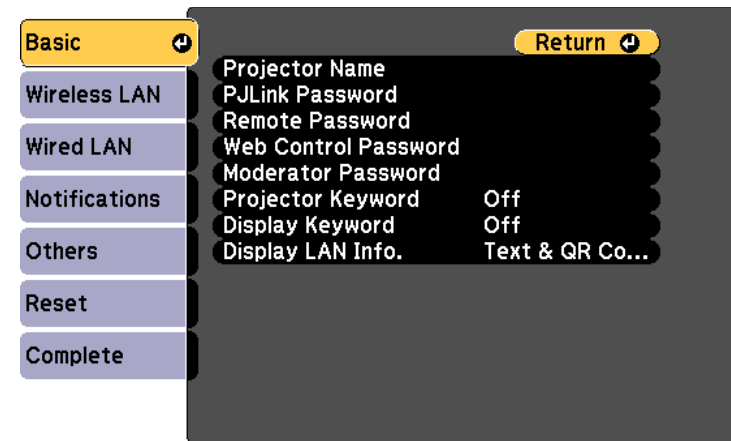 Basic
Wireless LAN
Wired LAN
Notifications
Others
Reset
Complete
Return
Projector Name
PJLink Password
Remote Password
Web Control Password
Moderator Password
Projector Keyword Off
Display Keyword Off
Display LAN Info. Text & QR Co...